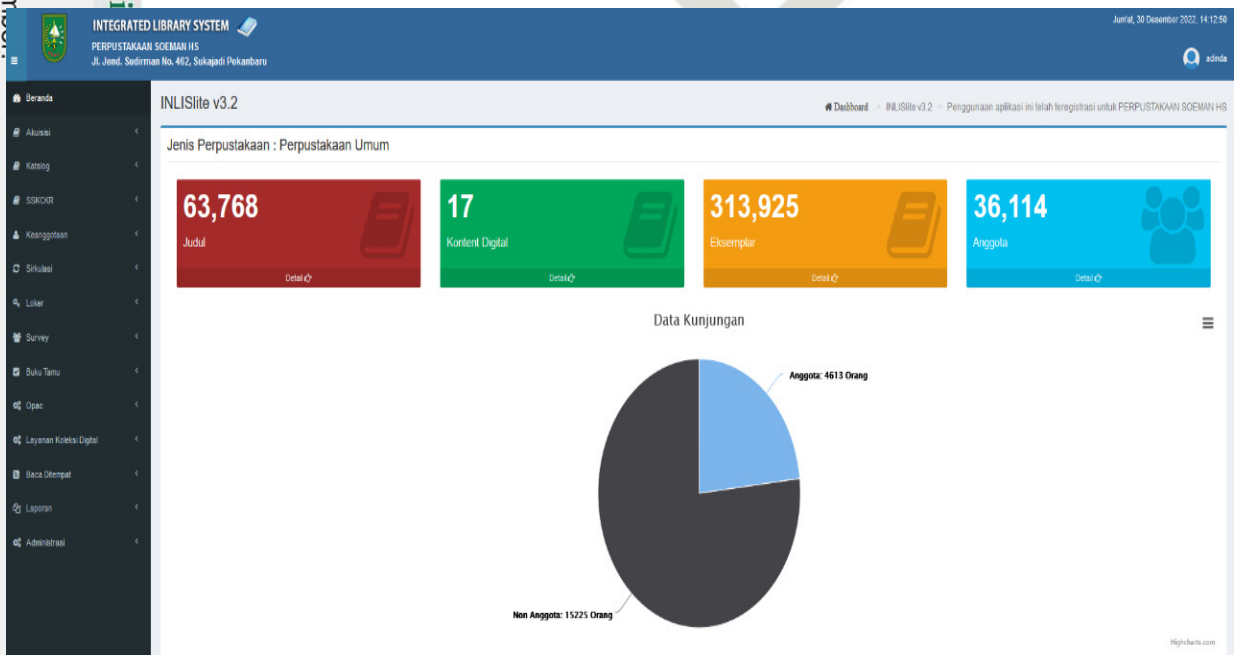 INTEGRATED LIBRARY SYSTEM
PERPUSTAKAAN SOEMAN HS
Jl. Jend. Sudirman No. 462, Sukajadi Pekanbaru
Jum'at, 30 Desember 2022, 14:12:50
adinda
Beranda
Akuisisi
Katalog
SSKCKR
Keanggotaan
Sirkulasi
Loker
Survey
Buku Tamu
Opac
Layanan Koleksi Digital
Baca Ditempat
Laporan
Administrasi
INLISlite v3.2
Dashboard > INLISlite v3.2 > Penggunaan aplikasi ini telah teregistrasi untuk PERPUSTAKAAN SOEMAN HS
Jenis Perpustakaan : Perpustakaan Umum
63,768
Judul
Detail
17
Kontent Digital
Detail
313,925
Eksemplar
Detail
36,114
Anggota
Detail
Data Kunjungan
Anggota: 4613 Orang
Non Anggota: 15225 Orang
Highcharts.com